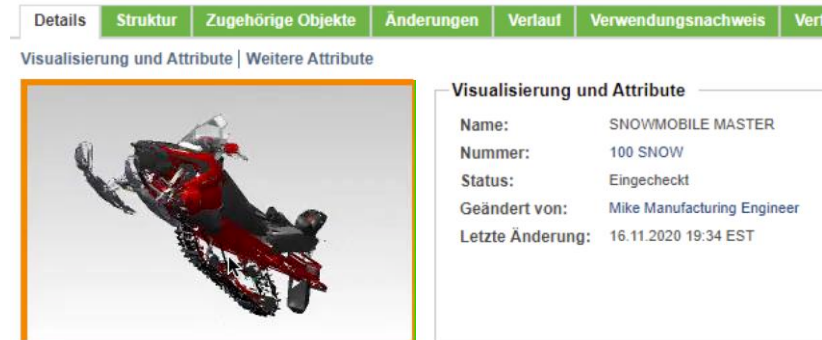 Details Struktur Zugehörige Objekte Änderungen Verlauf Verwendungsnachweis
Visualisierung und Attribute | Weitere Attribute
Visualisierung und Attribute
Name: SNOWMOBILE MASTER
Nummer: 100 SNOW
Status: Eingecheckt
Geändert von: Mike Manufacturing Engineer
Letzte Änderung: 16.11.2020 19:34 EST